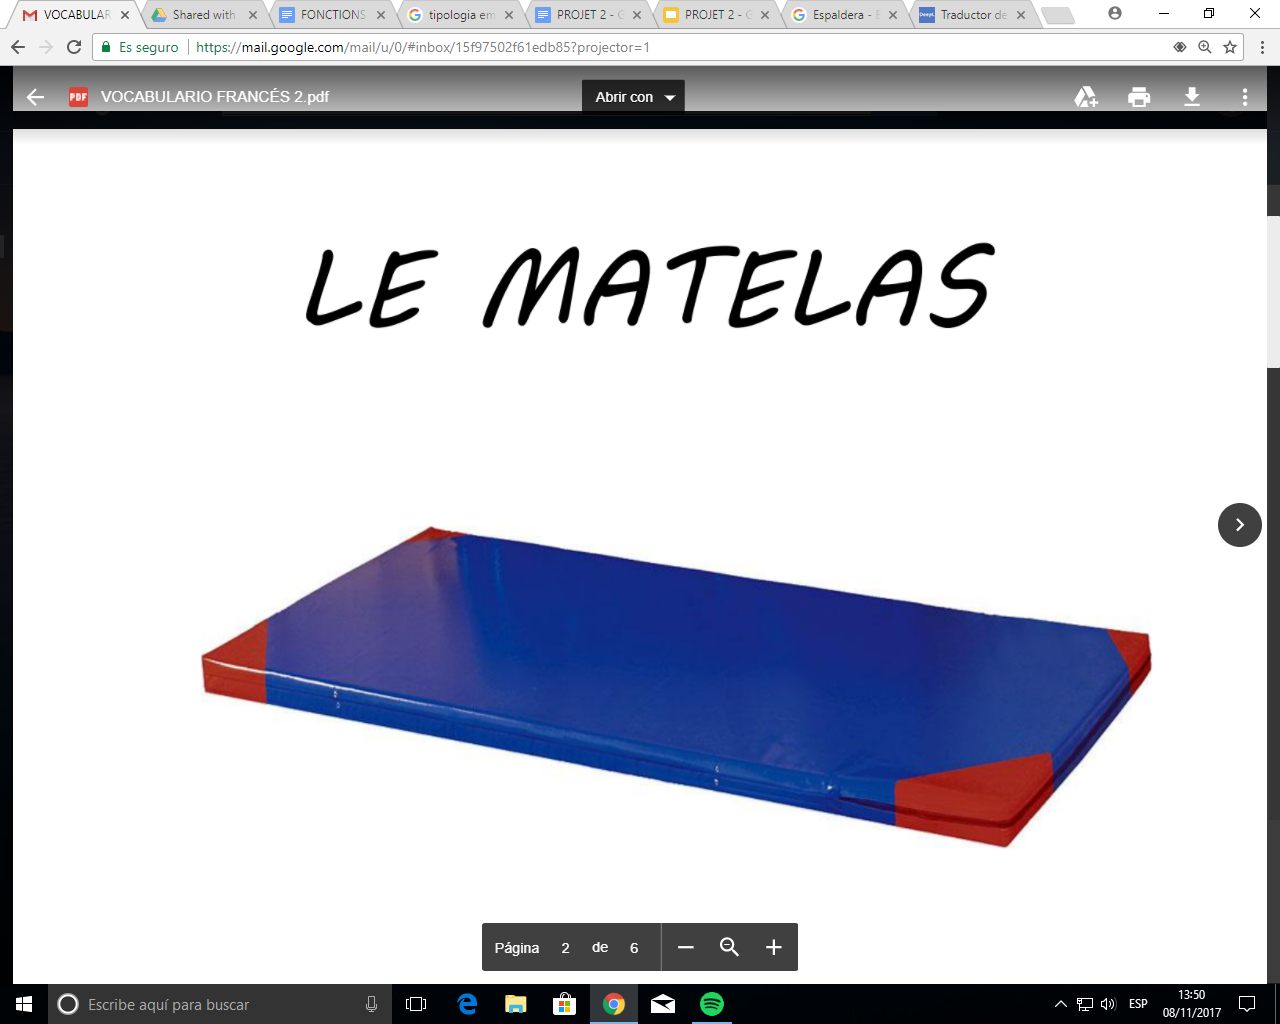 VOCABULAR
Shared with
FONCTIONS
tipologia em
PROJET 2 - C
PROJET 2 - C
Espaldera - E
Traductor de
Es seguro
https://mail.google.com/mail/u/0/#inbox/15f97502f61edb85?projector=1
PDF VOCABULARIO FRANCÉS 2.pdf
Abrir con
LE MATELAS
Página 2 de 6
Escribe aquí para buscar
ESP
13:50
08/11/2017